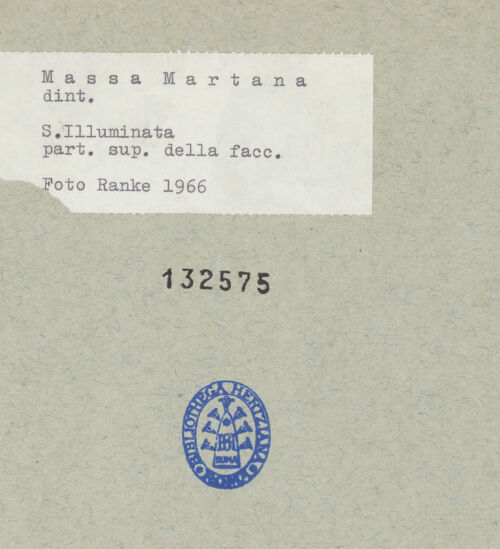 Massa Martana
dint.
S.Illuminata
part. sup. della facc.
Foto Ranke 1966
132575
BIBLIOTHECA HERTZIANA
ROMA